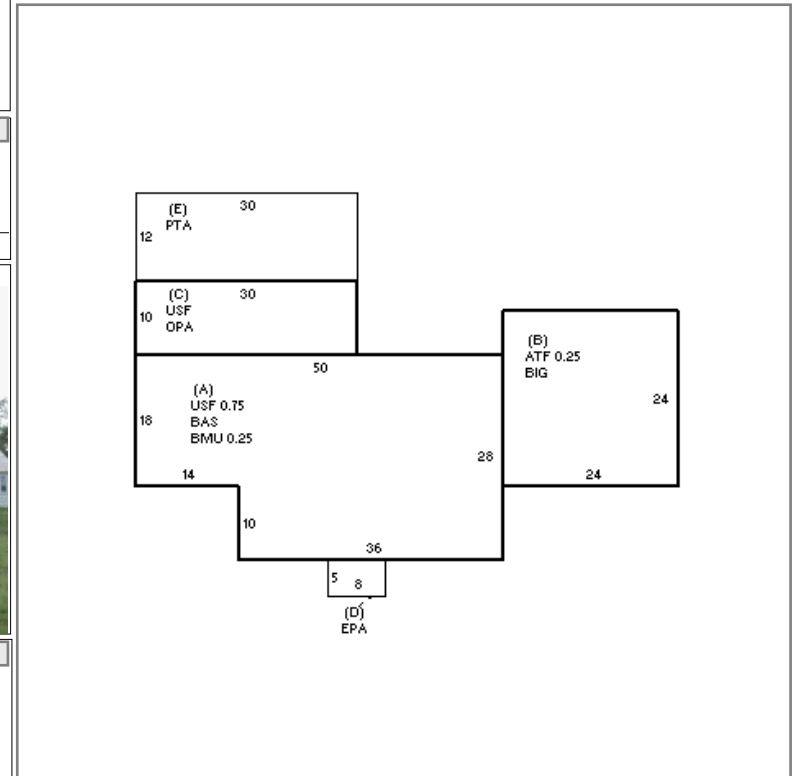 (E)
PTA
30
12
(C)
USF
OPA
30
10
50
(A)
USF 0.75
BAS
BMU 0.25
18
14
28
10
36
(B)
ATF 0.25
BIG
24
24
5
8
(D)
EPA